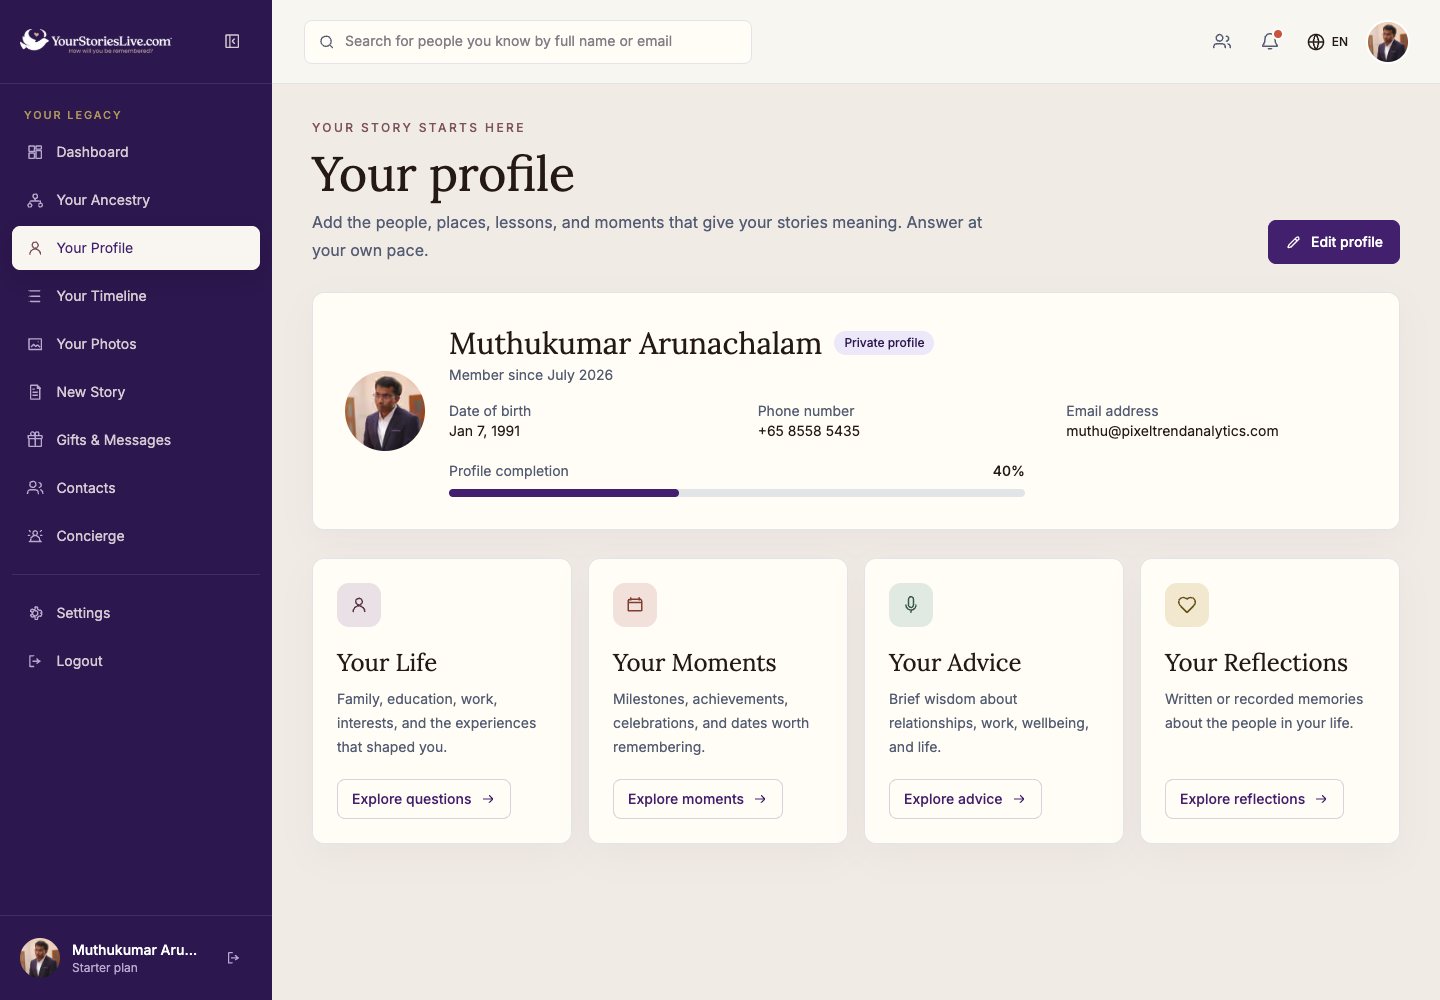 YourStoriesLive.com
How will you be remembered?
YOUR LEGACY
Dashboard
Your Ancestry
Your Profile
Your Timeline
Your Photos
New Story
Gifts & Messages
Contacts
Concierge
Settings
Logout
Muthukumar Aru...
Starter plan
Search for people you know by full name or email
EN
YOUR STORY STARTS HERE
Your profile
Add the people, places, lessons, and moments that give your stories meaning. Answer at
your own pace.
Edit profile
Muthukumar Arunachalam
Private profile
Member since July 2026
Date of birth
Jan 7, 1991
Phone number
+65 8558 5435
Email address
muthu@pixeltrendanalytics.com
Profile completion
40%
Your Life
Family, education, work,
interests, and the experiences
that shaped you.
Explore questions
Your Moments
Milestones, achievements,
celebrations, and dates worth
remembering.
Explore moments
Your Advice
Brief wisdom about
relationships, work, wellbeing,
and life.
Explore advice
Your Reflections
Written or recorded memories
about the people in your life.
Explore reflections